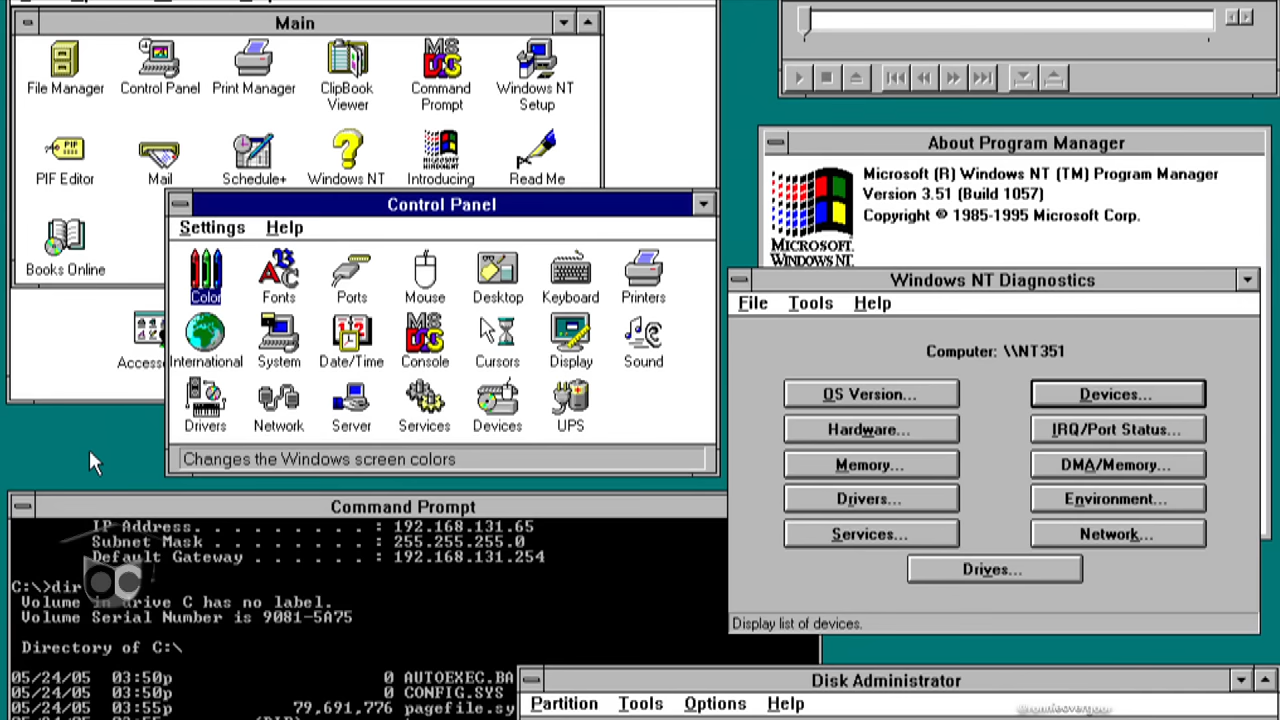 Main
File Manager
Control Panel
Print Manager
ClipBook Viewer
Command Prompt
Windows NT Setup
PIF Editor
Mail
Schedule+
Windows NT
Introducing
Read Me
Books Online
Control Panel
Settings Help
Color
Fonts
Ports
Mouse
Desktop
Keyboard
Printers
International
System
Date/Time
Console
Cursors
Display
Sound
Drivers
Network
Server
Services
Devices
UPS
Changes the Windows screen colors
About Program Manager
MICROSOFT.
WINDOWS NT
Microsoft (R) Windows NT (TM) Program Manager
Version 3.51 (Build 1057)
Copyright © 1985-1995 Microsoft Corp.
Windows NT Diagnostics
File Tools Help
Computer: \\NT351
OS Version...
Devices...
Hardware...
IRQ/Port Status...
Memory...
DMA/Memory...
Drivers...
Environment...
Services...
Network...
Drives...
Display list of devices.
Command Prompt
IP Address. . . . . . . . . : 192.168.131.65
Subnet Mask . . . . . . . . : 255.255.255.0
Default Gateway . . . . . . : 192.168.131.254
C:\>dir
Volume in drive C has no label.
Volume Serial Number is 9081-5A75
Directory of C:\
05/24/05 03:50p 0 AUTOEXEC.BA
05/24/05 03:50p 0 CONFIG.SYS
05/24/05 03:55p 79,691,776 pagefile.sy
Disk Administrator
Partition Tools Options Help